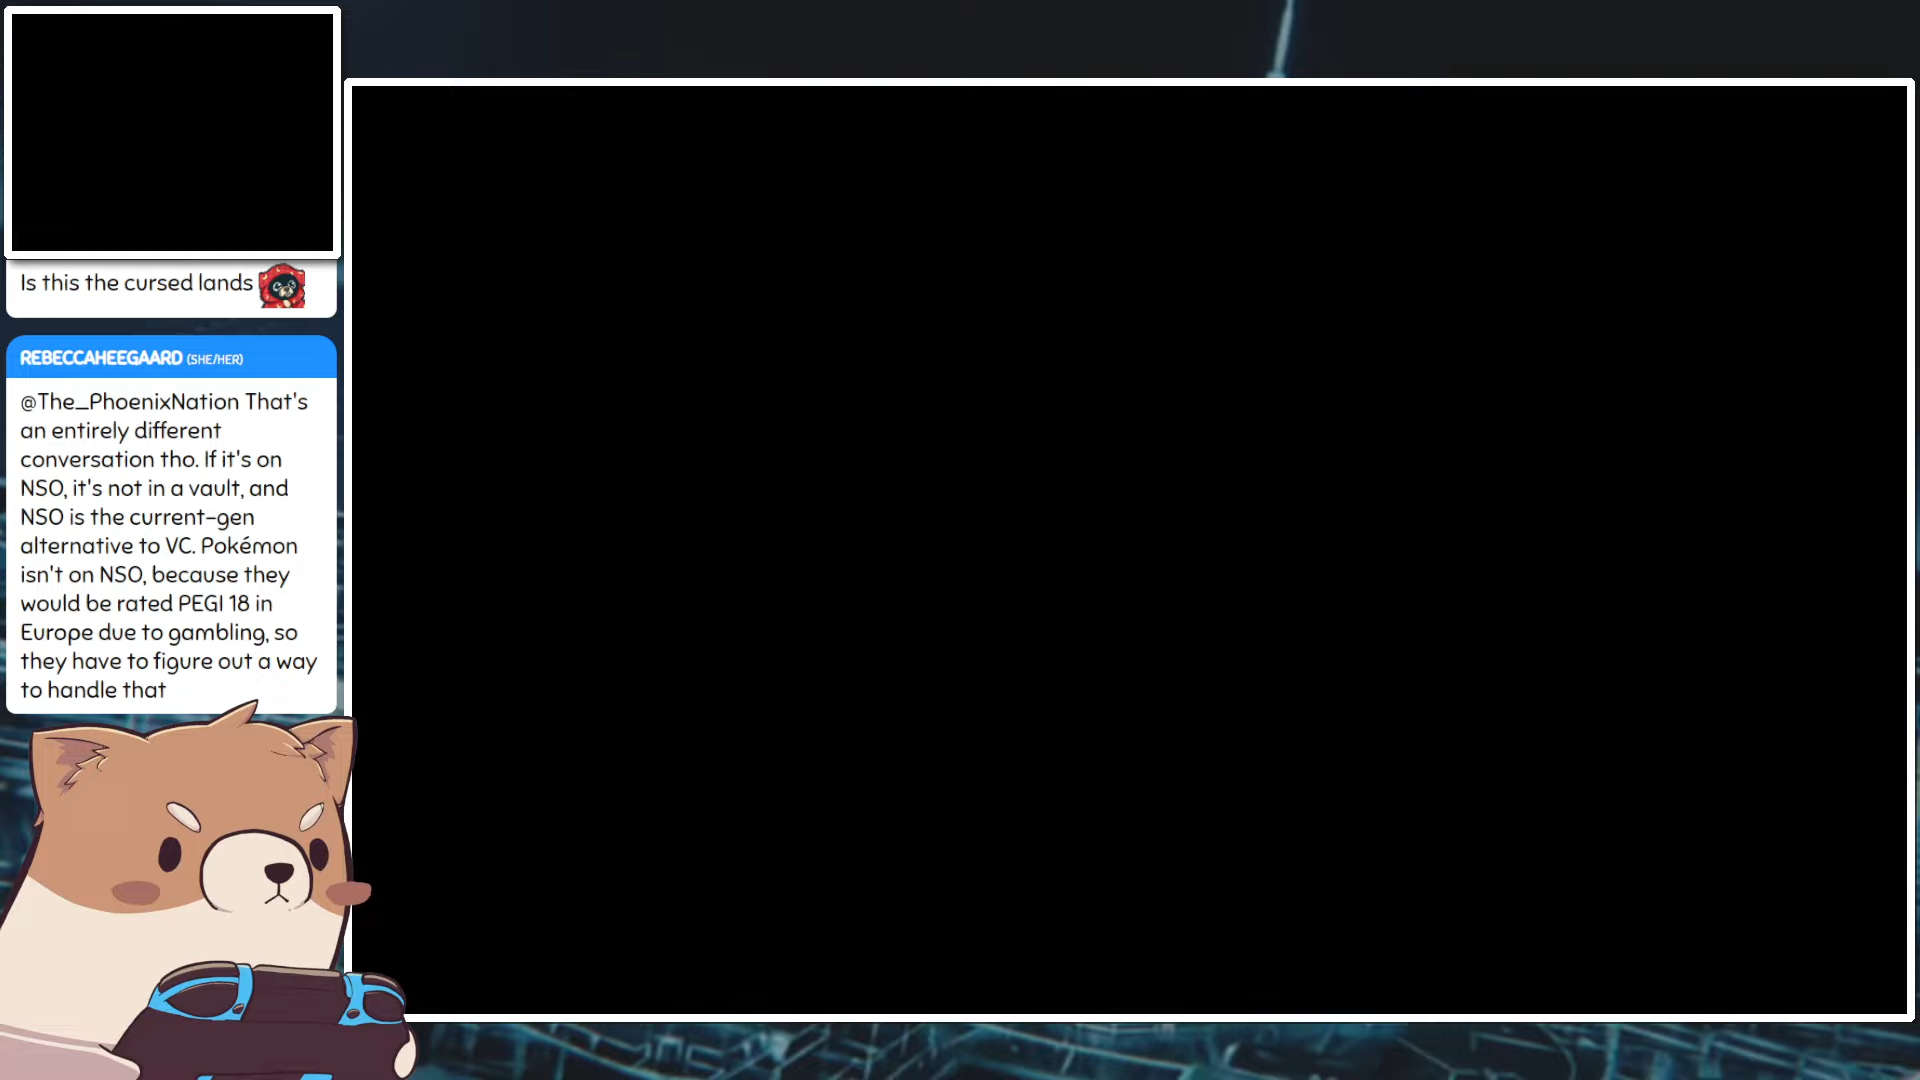 Is this the cursed lands
REBECCAHEEGAARD (SHE/HER)
@The_PhoenixNation That's
an entirely different
conversation tho. If it's on
NSO, it's not in a vault, and
NSO is the current-gen
alternative to VC. Pokémon
isn't on NSO, because they
would be rated PEGI 18 in
Europe due to gambling, so
they have to figure out a way
to handle that